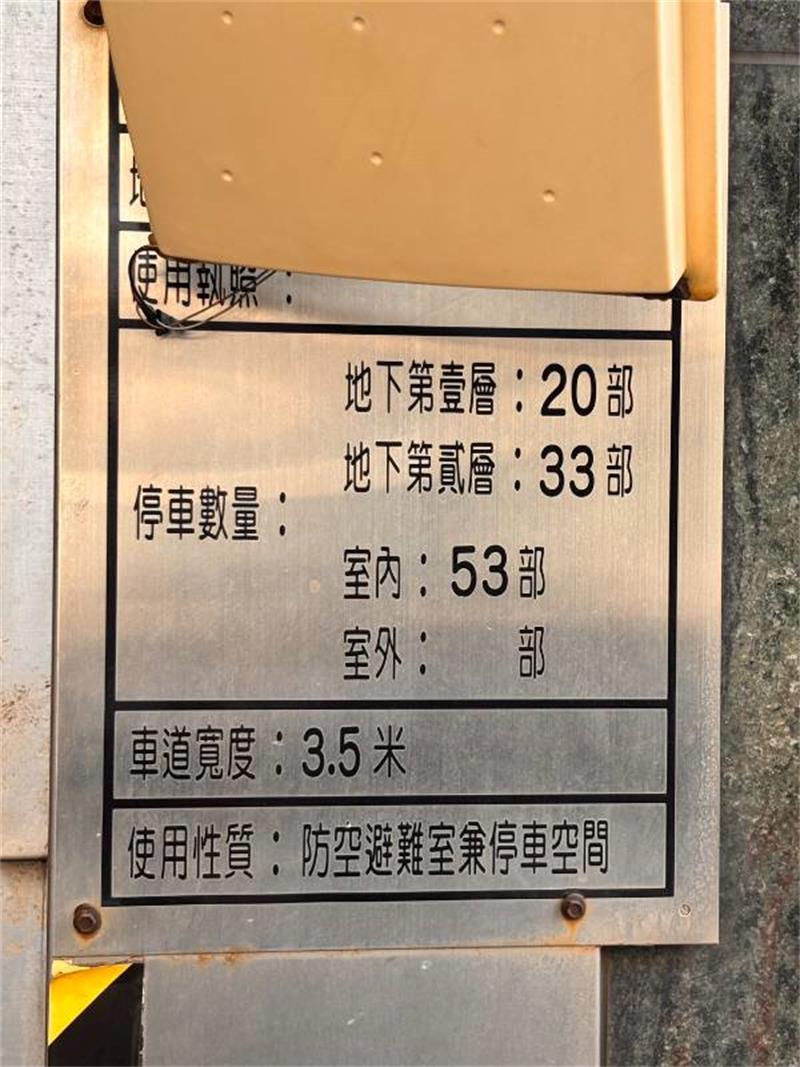 使用執照：
地下第壹層：20部
地下第貳層：33部
停車數量：
室內：53部
室外： 部
車道寬度：3.5米
使用性質：防空避難室兼停車空間